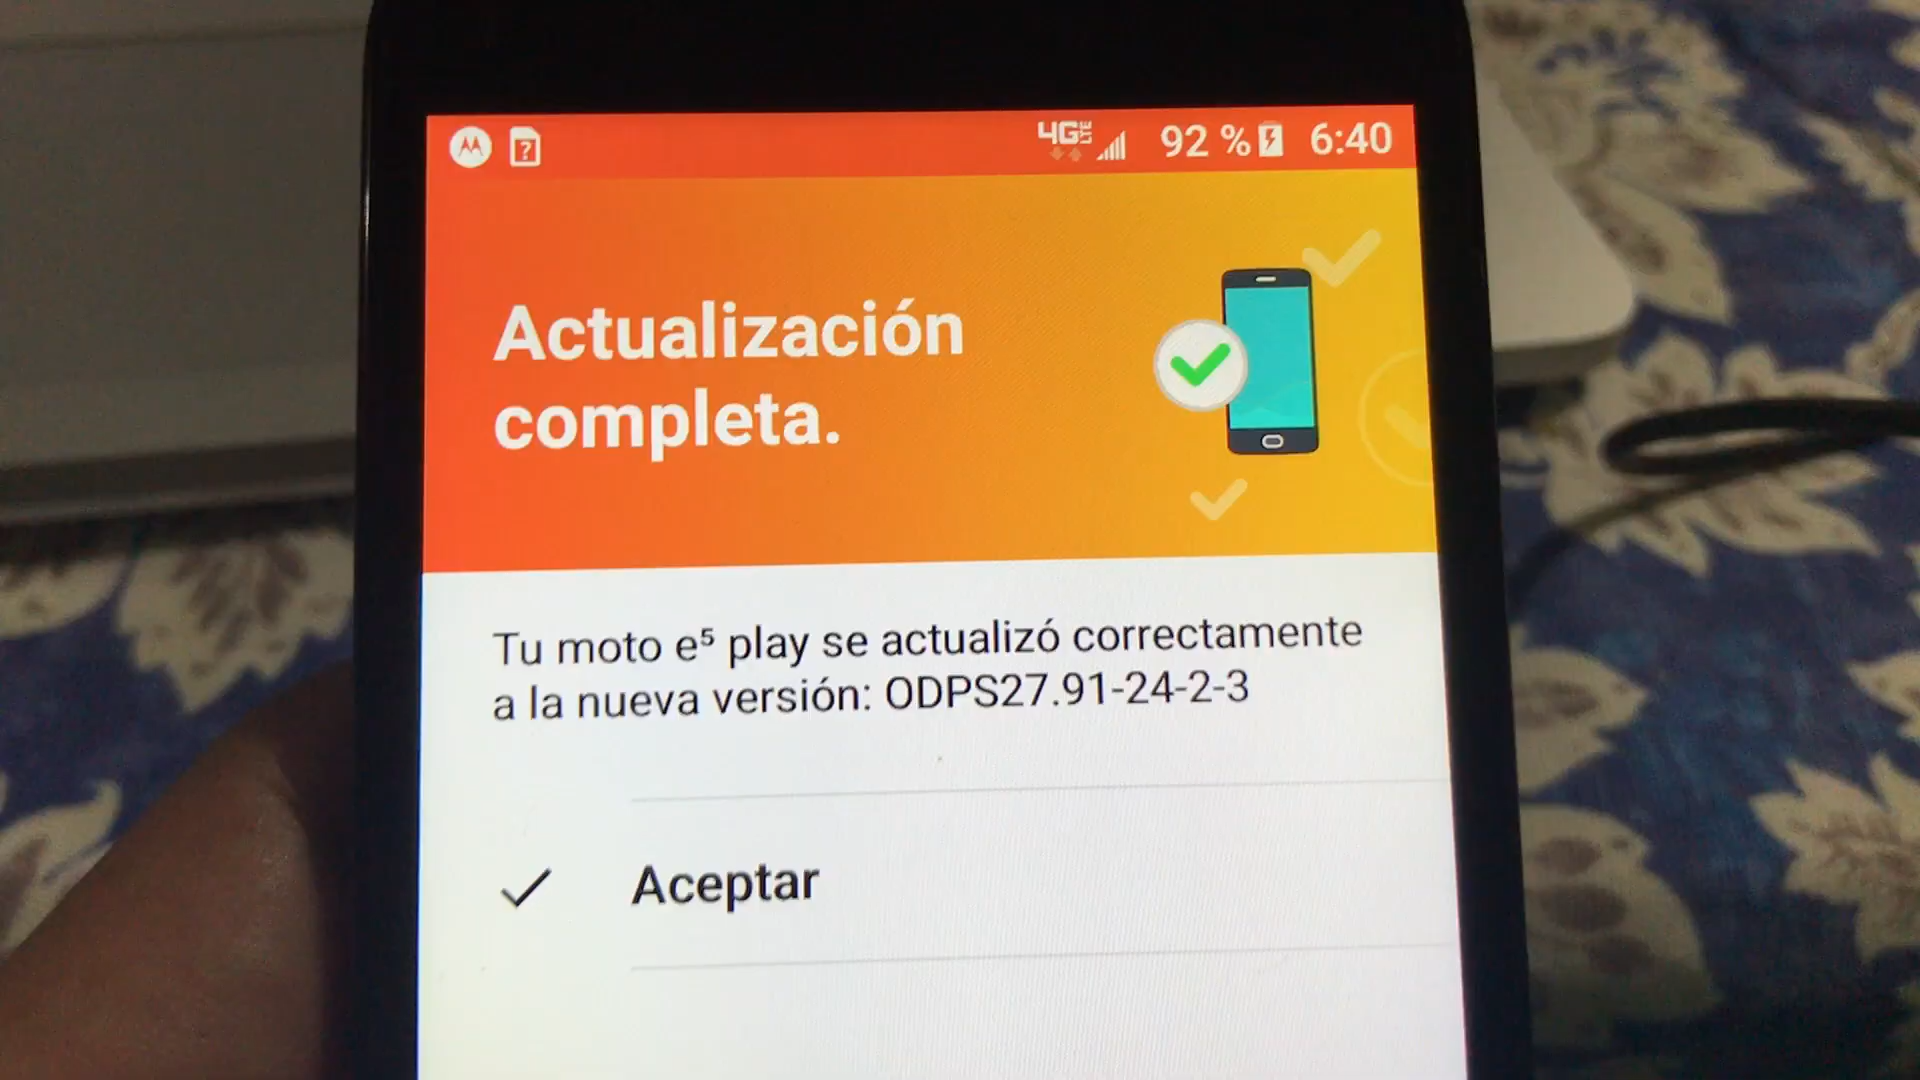 4G LTE 92 % 6:40
Actualización
completa.
Tu moto e⁵ play se actualizó correctamente
a la nueva versión: ODPS27.91-24-2-3
Aceptar